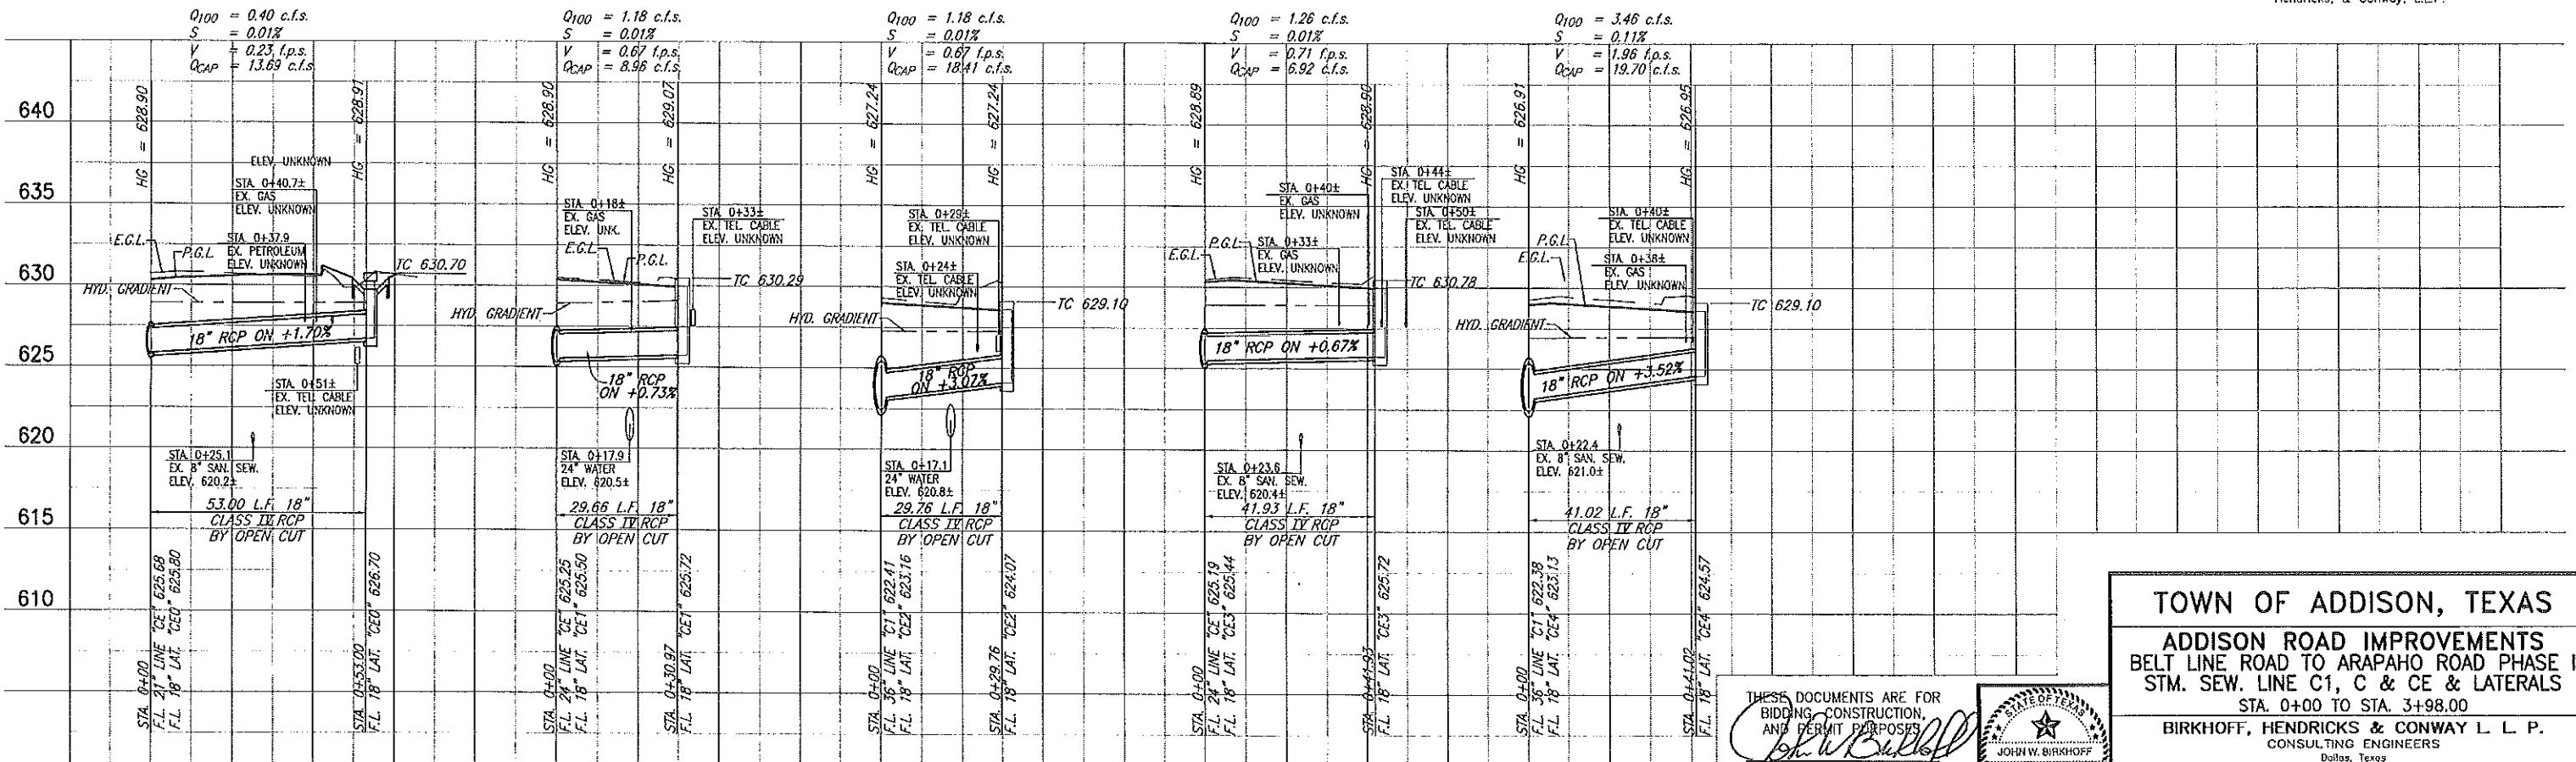 Hendricks, & Conway, L.L.P.
Q100 = 0.40 c.f.s.
S = 0.01%
V = 0.23 f.p.s.
QCAP = 13.69 c.f.s.
Q100 = 1.18 c.f.s.
S = 0.01%
V = 0.67 f.p.s.
QCAP = 8.96 c.f.s.
Q100 = 1.18 c.f.s.
S = 0.01%
V = 0.67 f.p.s.
QCAP = 18.41 c.f.s.
Q100 = 1.26 c.f.s.
S = 0.01%
V = 0.71 f.p.s.
QCAP = 6.92 c.f.s.
Q100 = 3.46 c.f.s.
S = 0.11%
V = 1.96 f.p.s.
QCAP = 19.70 c.f.s.
640
635
630
625
620
615
610
HG = 628.90
HG = 628.91
ELEV. UNKNOWN
STA. 0+40.7±
EX. GAS
ELEV. UNKNOWN
STA. 0+37.9
EX. PETROLEUM
ELEV. UNKNOWN
E.G.L.
P.G.L.
TC 630.70
HYD. GRADIENT
18" RCP ON +1.70%
STA. 0+51±
EX. TEL. CABLE
ELEV. UNKNOWN
STA. 0+25.1
EX. 8" SAN. SEW.
ELEV. 620.2±
53.00 L.F. 18"
CLASS IV RCP
BY OPEN CUT
STA. 0+00
F.L. 21" LINE "CE" 625.68
F.L. 18" LAT. "CE0" 625.80
STA. 0+53.00
F.L. 18" LAT. "CE0" 626.70
HG = 628.90
HG = 629.07
STA. 0+18±
EX. GAS
ELEV. UNK.
E.G.L.
P.G.L.
STA. 0+33±
EX. TEL. CABLE
ELEV. UNKNOWN
TC 630.29
HYD. GRADIENT
18" RCP
ON +0.73%
STA. 0+17.9
24" WATER
ELEV. 620.5±
29.66 L.F. 18"
CLASS IV RCP
BY OPEN CUT
STA. 0+00
F.L. 24" LINE "CE" 625.25
F.L. 18" LAT. "CE1" 625.50
STA. 0+30.97
F.L. 18" LAT. "CE1" 625.72
HG = 627.24
HG = 627.24
STA. 0+29±
EX. TEL. CABLE
ELEV. UNKNOWN
STA. 0+24±
EX. TEL. CABLE
ELEV. UNKNOWN
TC 629.10
HYD. GRADIENT
18" RCP
ON +3.07%
STA. 0+17.1
24" WATER
ELEV. 620.8±
29.76 L.F. 18"
CLASS IV RCP
BY OPEN CUT
STA. 0+00
F.L. 36" LINE "C1" 622.41
F.L. 18" LAT. "CE2" 623.16
STA. 0+29.76
F.L. 18" LAT. "CE2" 624.07
HG = 628.89
HG = 628.90
STA. 0+40±
EX. GAS
ELEV. UNKNOWN
STA. 0+44±
EX. TEL. CABLE
ELEV. UNKNOWN
STA. 0+50±
EX. TEL. CABLE
ELEV. UNKNOWN
E.G.L.
P.G.L.
STA. 0+33±
EX. GAS
ELEV. UNKNOWN
TC 630.78
18" RCP ON +0.67%
STA. 0+23.6
EX. 8" SAN. SEW.
ELEV. 620.4±
41.93 L.F. 18"
CLASS IV RCP
BY OPEN CUT
STA. 0+00
F.L. 24" LINE "CE" 625.19
F.L. 18" LAT. "CE3" 625.44
STA. 0+41.93
F.L. 18" LAT. "CE3" 625.72
HG = 626.91
HG = 626.95
STA. 0+40±
EX. TEL. CABLE
ELEV. UNKNOWN
P.G.L.
E.G.L.
STA. 0+38±
EX. GAS
ELEV. UNKNOWN
TC 629.10
HYD. GRADIENT
18" RCP ON +3.52%
STA. 0+22.4
EX. 8" SAN. SEW.
ELEV. 621.0±
41.02 L.F. 18"
CLASS IV RCP
BY OPEN CUT
STA. 0+00
F.L. 36" LINE "C1" 622.38
F.L. 18" LAT. "CE4" 623.13
STA. 0+41.02
F.L. 18" LAT. "CE4" 624.57
THESE DOCUMENTS ARE FOR
BIDDING, CONSTRUCTION,
AND PERMIT PURPOSES
John W Birkhoff
STATE OF TEXAS
JOHN W. BIRKHOFF
TOWN OF ADDISON, TEXAS
ADDISON ROAD IMPROVEMENTS
BELT LINE ROAD TO ARAPAHO ROAD PHASE I
STM. SEW. LINE C1, C & CE & LATERALS
STA. 0+00 TO STA. 3+98.00
BIRKHOFF, HENDRICKS & CONWAY L. L. P.
CONSULTING ENGINEERS
Dallas, Texas